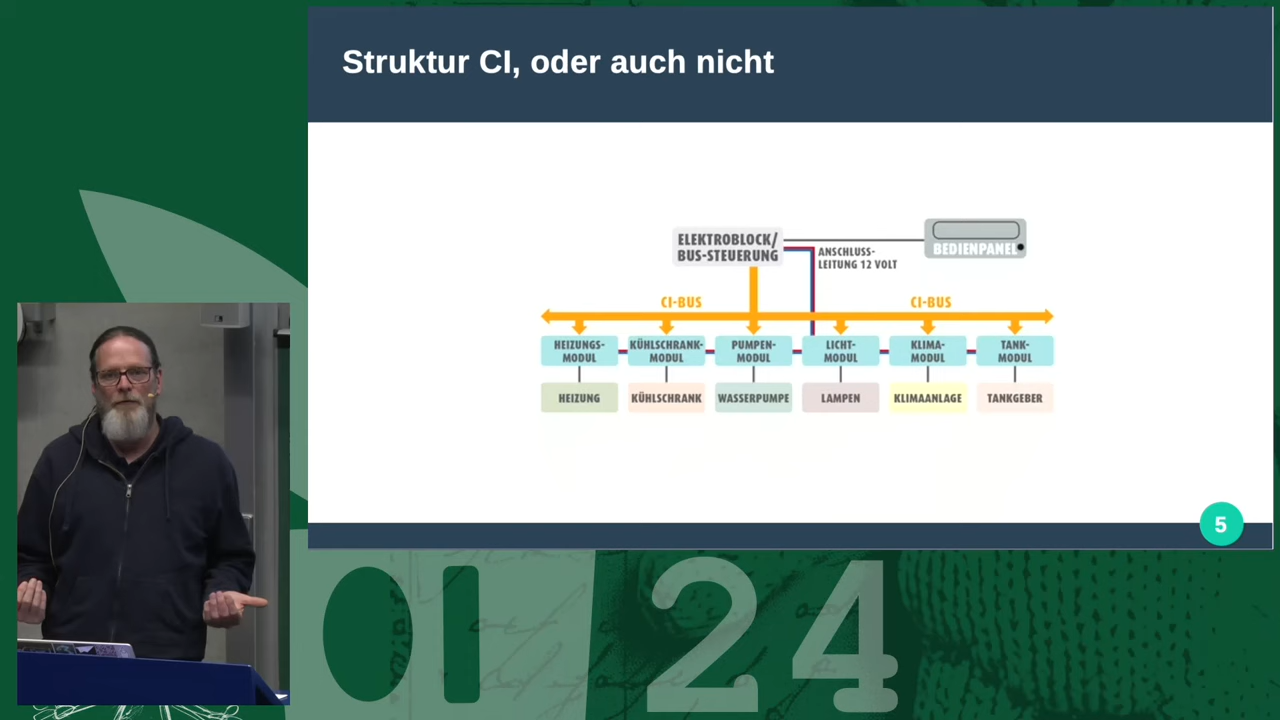 Struktur CI, oder auch nicht
ELEKTROBLOCK/
BUS-STEUERUNG
BEDIENPANEL
ANSCHLUSS-
LEITUNG 12 VOLT
CI-BUS
CI-BUS
HEIZUNGS-
MODUL
KÜHLSCHRANK-
MODUL
PUMPEN-
MODUL
LICHT-
MODUL
KLIMA-
MODUL
TANK-
MODUL
HEIZUNG
KÜHLSCHRANK
WASSERPUMPE
LAMPEN
KLIMAANLAGE
TANKGEBER
5
24